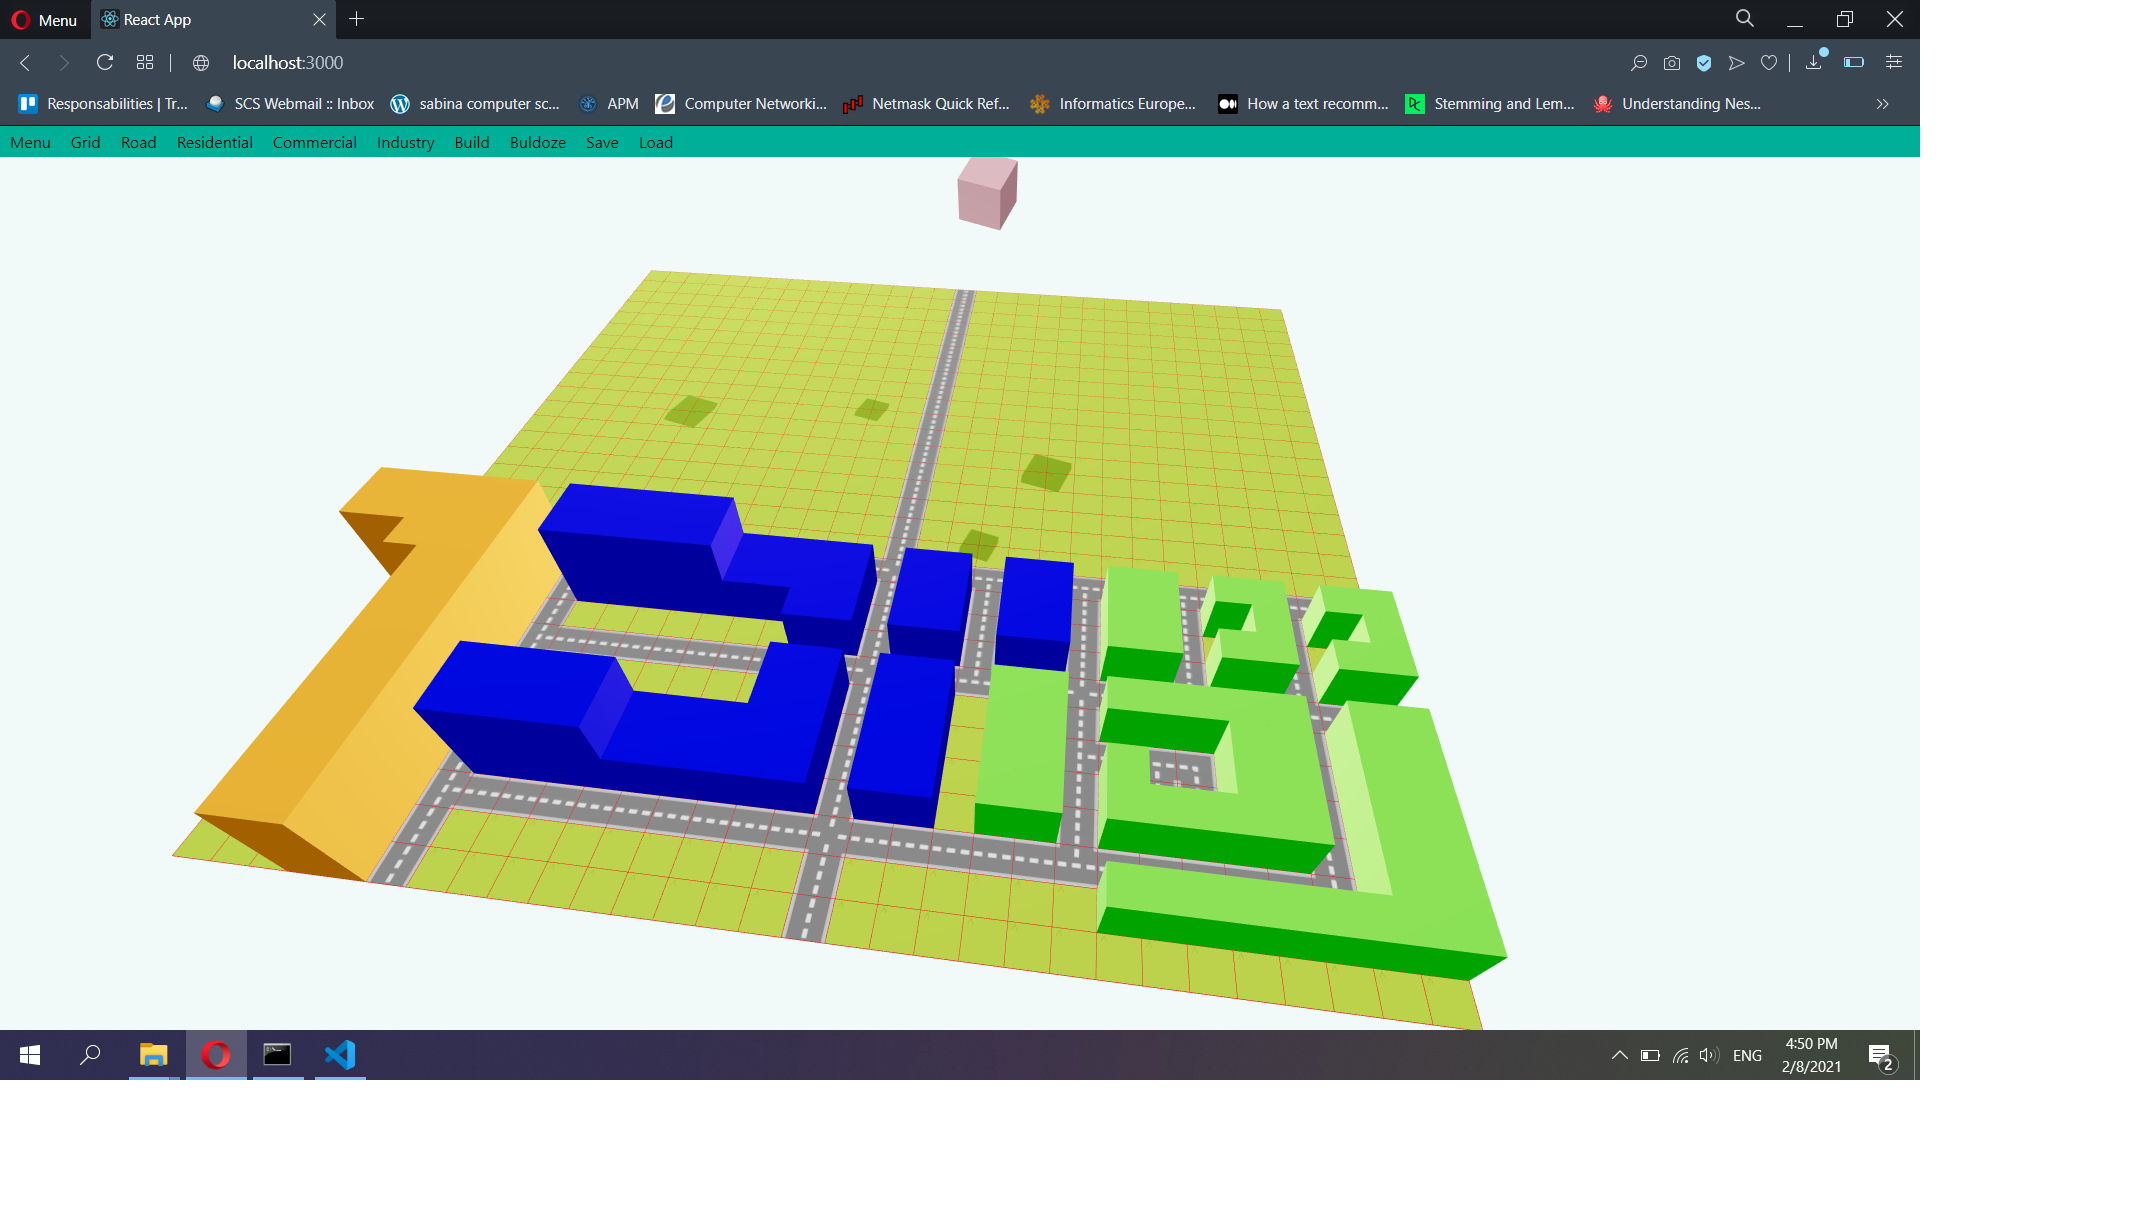 Menu React App
localhost:3000
Responsabilities | Tr... SCS Webmail :: Inbox sabina computer sc... APM Computer Networki... Netmask Quick Ref... Informatics Europe... How a text recomm... Stemming and Lem... Understanding Nes...
Menu Grid Road Residential Commercial Industry Build Buldoze Save Load
ENG
4:50 PM
2/8/2021
2